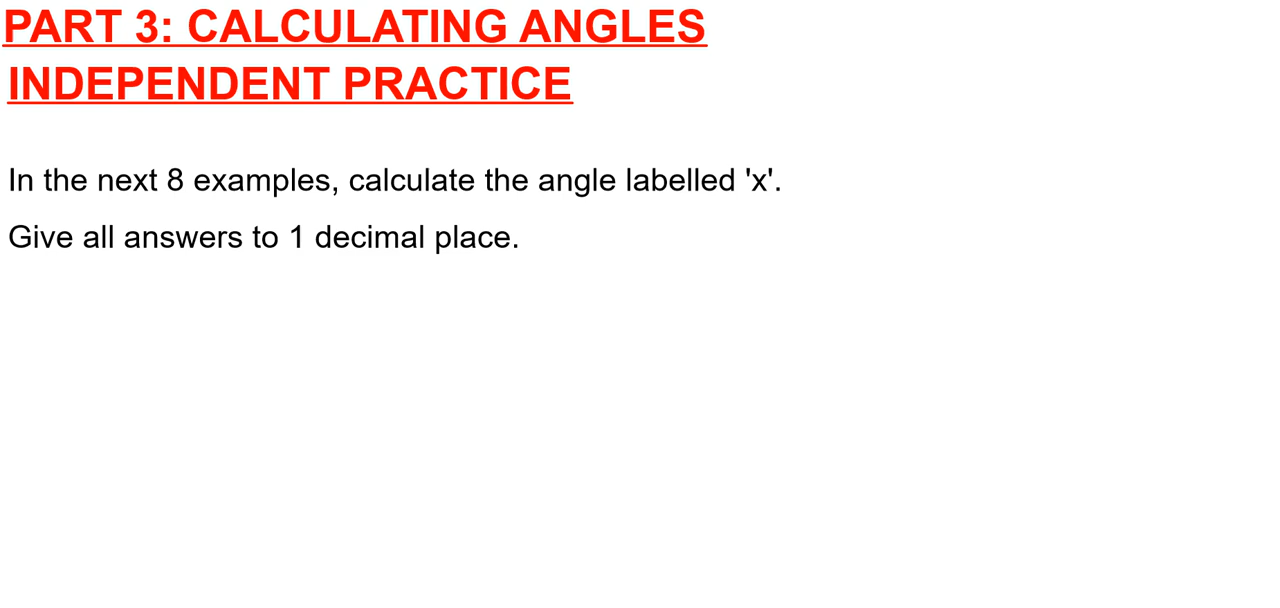 PART 3: CALCULATING ANGLES
INDEPENDENT PRACTICE
In the next 8 examples, calculate the angle labelled 'x'.
Give all answers to 1 decimal place.